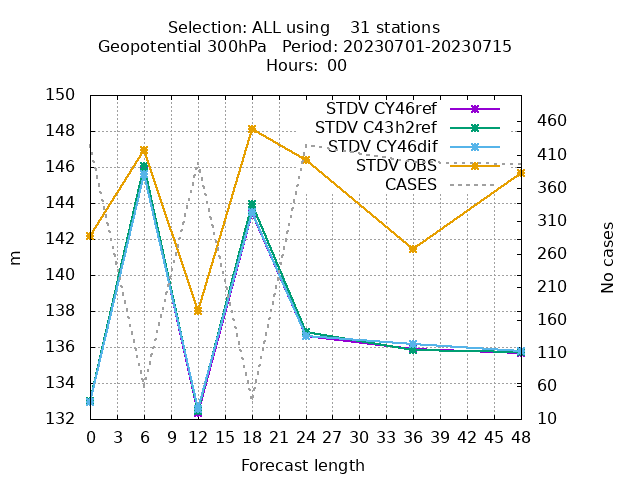 Selection: ALL using    31 stations
Geopotential 300hPa   Period: 20230701-20230715
Hours:  00
150
148
146
144
142
140
138
136
134
132
m
STDV CY46ref
STDV C43h2ref
STDV CY46dif
STDV OBS
CASES
460
410
360
310
260
210
160
110
60
10
No cases
0 3 6 9 12 15 18 21 24 27 30 33 36 39 42 45 48
Forecast length